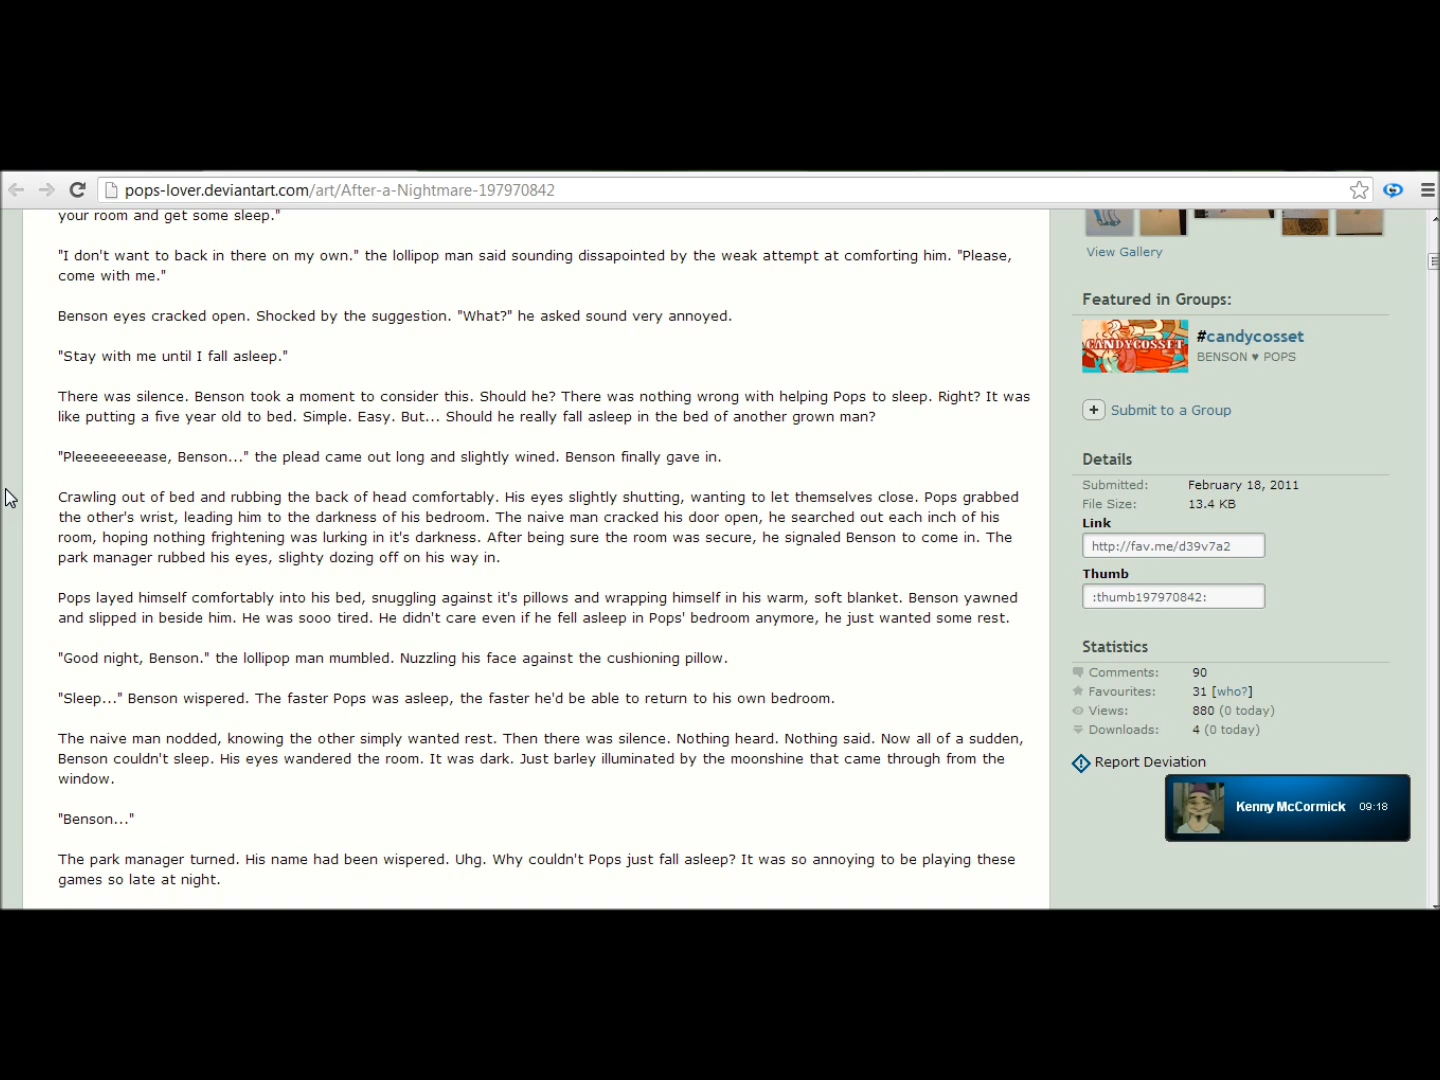 pops-lover.deviantart.com/art/After-a-Nightmare-197970842
your room and get some sleep."
"I don't want to back in there on my own." the lollipop man said sounding dissapointed by the weak attempt at comforting him. "Please,
come with me."
Benson eyes cracked open. Shocked by the suggestion. "What?" he asked sound very annoyed.
"Stay with me until I fall asleep."
There was silence. Benson took a moment to consider this. Should he? There was nothing wrong with helping Pops to sleep. Right? It was
like putting a five year old to bed. Simple. Easy. But... Should he really fall asleep in the bed of another grown man?
"Pleeeeeeeease, Benson..." the plead came out long and slightly wined. Benson finally gave in.
Crawling out of bed and rubbing the back of head comfortably. His eyes slightly shutting, wanting to let themselves close. Pops grabbed
the other's wrist, leading him to the darkness of his bedroom. The naive man cracked his door open, he searched out each inch of his
room, hoping nothing frightening was lurking in it's darkness. After being sure the room was secure, he signaled Benson to come in. The
park manager rubbed his eyes, slighty dozing off on his way in.
Pops layed himself comfortably into his bed, snuggling against it's pillows and wrapping himself in his warm, soft blanket. Benson yawned
and slipped in beside him. He was sooo tired. He didn't care even if he fell asleep in Pops' bedroom anymore, he just wanted some rest.
"Good night, Benson." the lollipop man mumbled. Nuzzling his face against the cushioning pillow.
"Sleep..." Benson wispered. The faster Pops was asleep, the faster he'd be able to return to his own bedroom.
The naive man nodded, knowing the other simply wanted rest. Then there was silence. Nothing heard. Nothing said. Now all of a sudden,
Benson couldn't sleep. His eyes wandered the room. It was dark. Just barley illuminated by the moonshine that came through from the
window.
"Benson..."
The park manager turned. His name had been wispered. Uhg. Why couldn't Pops just fall asleep? It was so annoying to be playing these
games so late at night.
View Gallery
Featured in Groups:
CANDYCOSSET
#candycosset
BENSON ♥ POPS
+ Submit to a Group
Details
Submitted: February 18, 2011
File Size: 13.4 KB
Link
http://fav.me/d39v7a2
Thumb
:thumb197970842:
Statistics
Comments: 90
Favourites: 31 [who?]
Views: 880 (0 today)
Downloads: 4 (0 today)
Report Deviation
Kenny McCormick 09:18